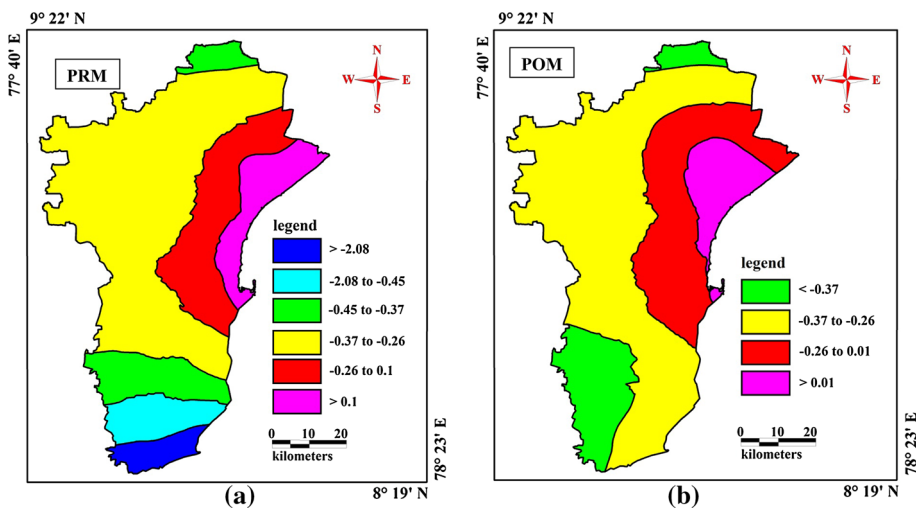 9° 22' N
77° 40' E
PRM
N
W E
S
legend
> -2.08
-2.08 to -0.45
-0.45 to -0.37
-0.37 to -0.26
-0.26 to 0.1
> 0.1
0 10 20
kilometers
78° 23' E
8° 19' N
(a)
9° 22' N
77° 40' E
POM
N
W E
S
legend
< -0.37
-0.37 to -0.26
-0.26 to 0.01
> 0.01
0 10 20
kilometers
78° 23' E
8° 19' N
(b)